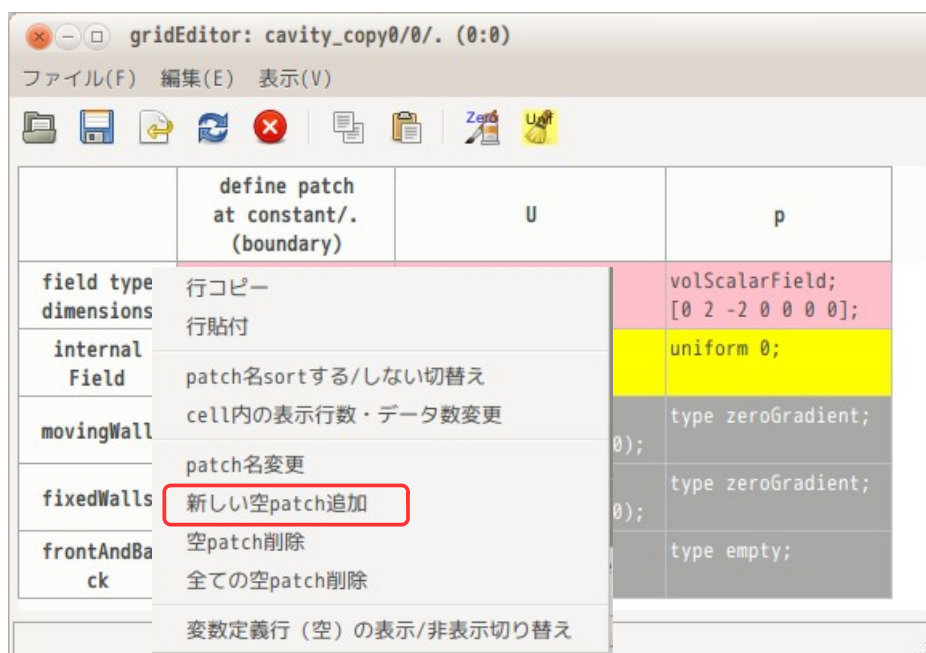 gridEditor: cavity_copy0/0/. (0:0)
ファイル(F) 編集(E) 表示(V)
Zero Unif
define patch
at constant/.
(boundary)
U
p
field type
dimensions
volScalarField;
[0 2 -2 0 0 0 0];
internal
Field
uniform 0;
movingWall
0);
type zeroGradient;
fixedWalls
0);
type zeroGradient;
frontAndBa
ck
type empty;
行コピー
行貼付
patch名sortする/しない切替え
cell内の表示行数・データ数変更
patch名変更
新しい空patch追加
空patch削除
全ての空patch削除
変数定義行（空）の表示/非表示切り替え